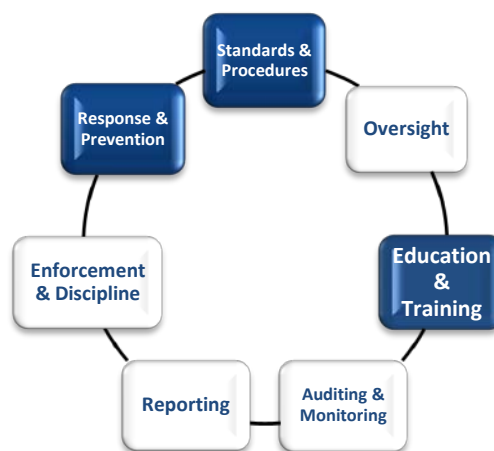 Standards &
Procedures
Oversight
Education
&
Training
Auditing &
Monitoring
Reporting
Enforcement
& Discipline
Response &
Prevention